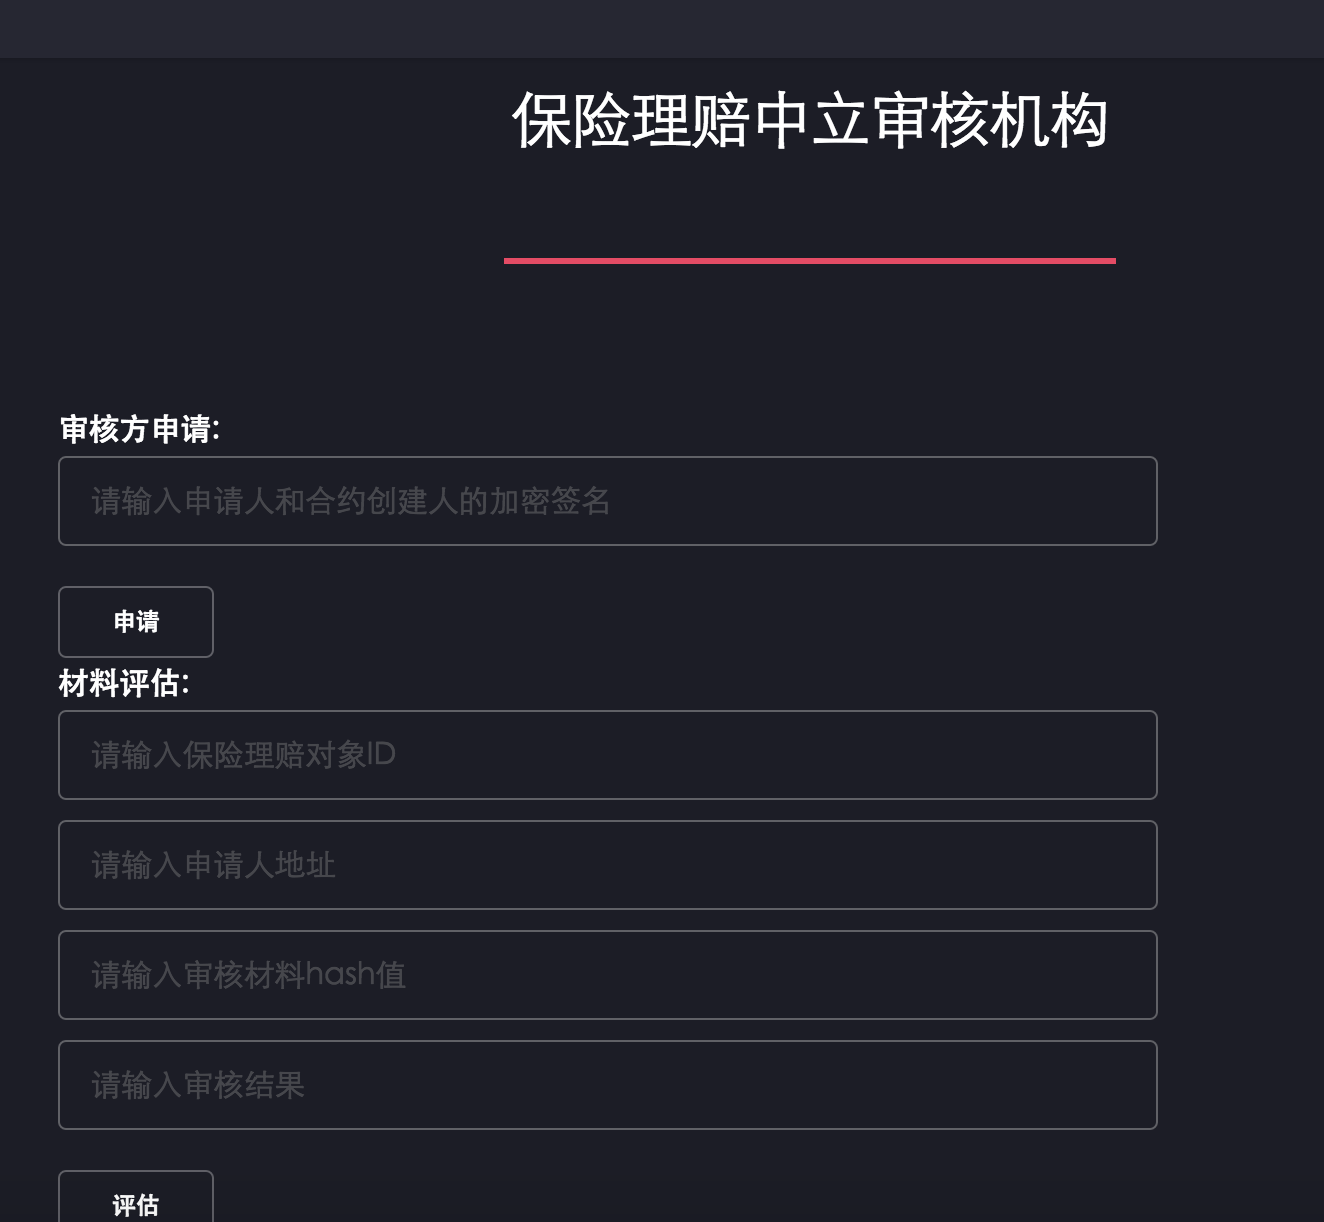 保险理赔中立审核机构
审核方申请:
请输入申请人和合约创建人的加密签名
申请
材料评估:
请输入保险理赔对象ID
请输入申请人地址
请输入审核材料hash值
请输入审核结果
评估